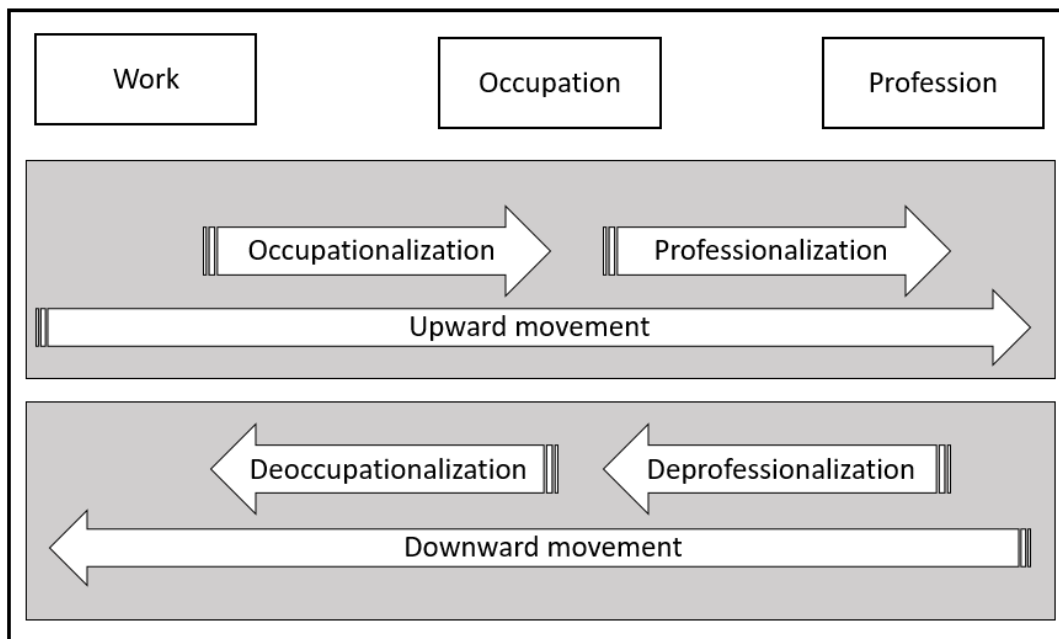 Work
Occupation
Profession
Occupationalization
Professionalization
Upward movement
Deoccupationalization
Deprofessionalization
Downward movement